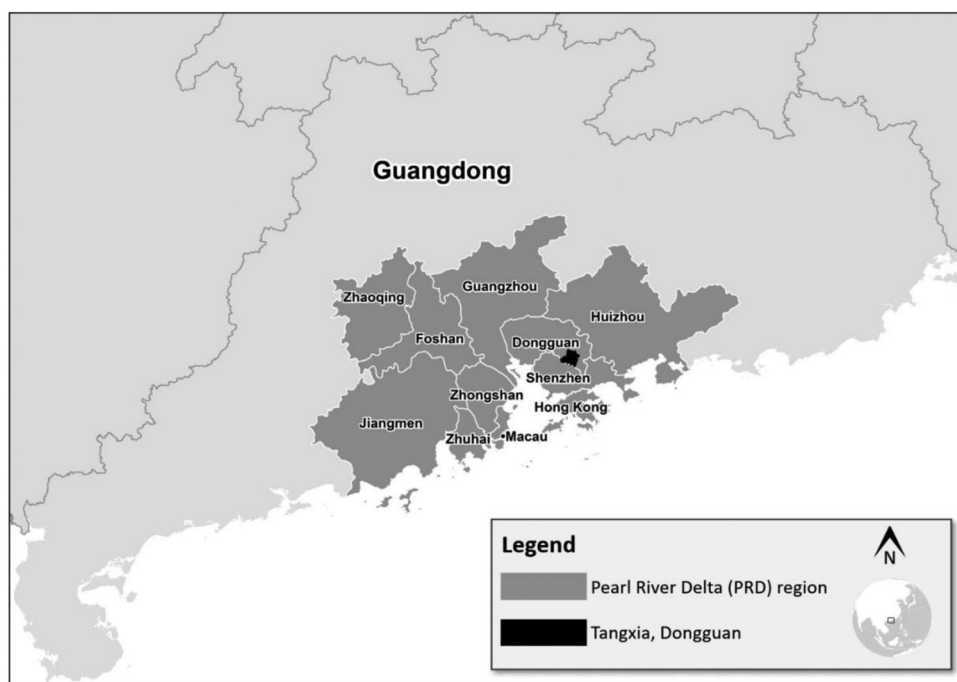 Guangdong
Guangzhou
Zhaoqing
Huizhou
Foshan
Dongguan
Shenzhen
Zhongshan
Hong Kong
Jiangmen
Zhuhai
Macau
Legend
N
Pearl River Delta (PRD) region
Tangxia, Dongguan